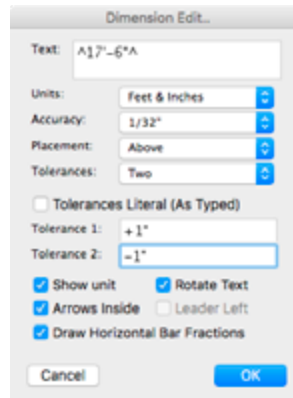 Dimension Edit...
Text: ^17'-6"^
Units: Feet & Inches
Accuracy: 1/32"
Placement: Above
Tolerances: Two
Tolerances Literal (As Typed)
Tolerance 1: +1"
Tolerance 2: -1"
Show unit Rotate Text
Arrows Inside Leader Left
Draw Horizontal Bar Fractions
Cancel OK